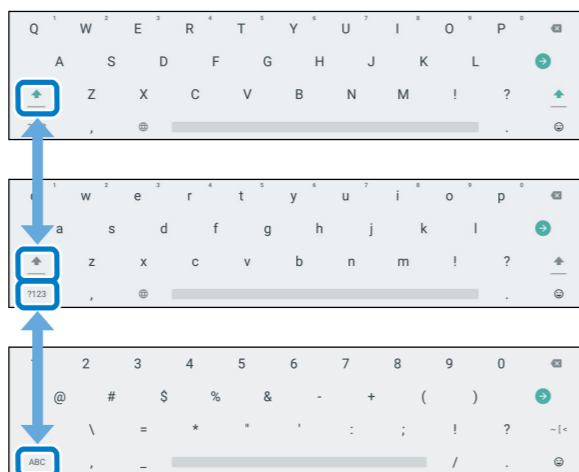 Q 1 W 2 E 3 R 4 T 5 Y 6 U 7 I 8 O 9 P 0
A S D F G H J K L
Z X C V B N M ! ?
, .
1 w 2 e 3 r 4 t 5 y 6 u 7 i 8 o 9 p 0
a s d f g h j k l
z x c v b n m ! ?
?123 , .
2 3 4 5 6 7 8 9 0
@ # $ % & - + ( )
\ = * " ' : ; ! ? ~[<
ABC , _ / .